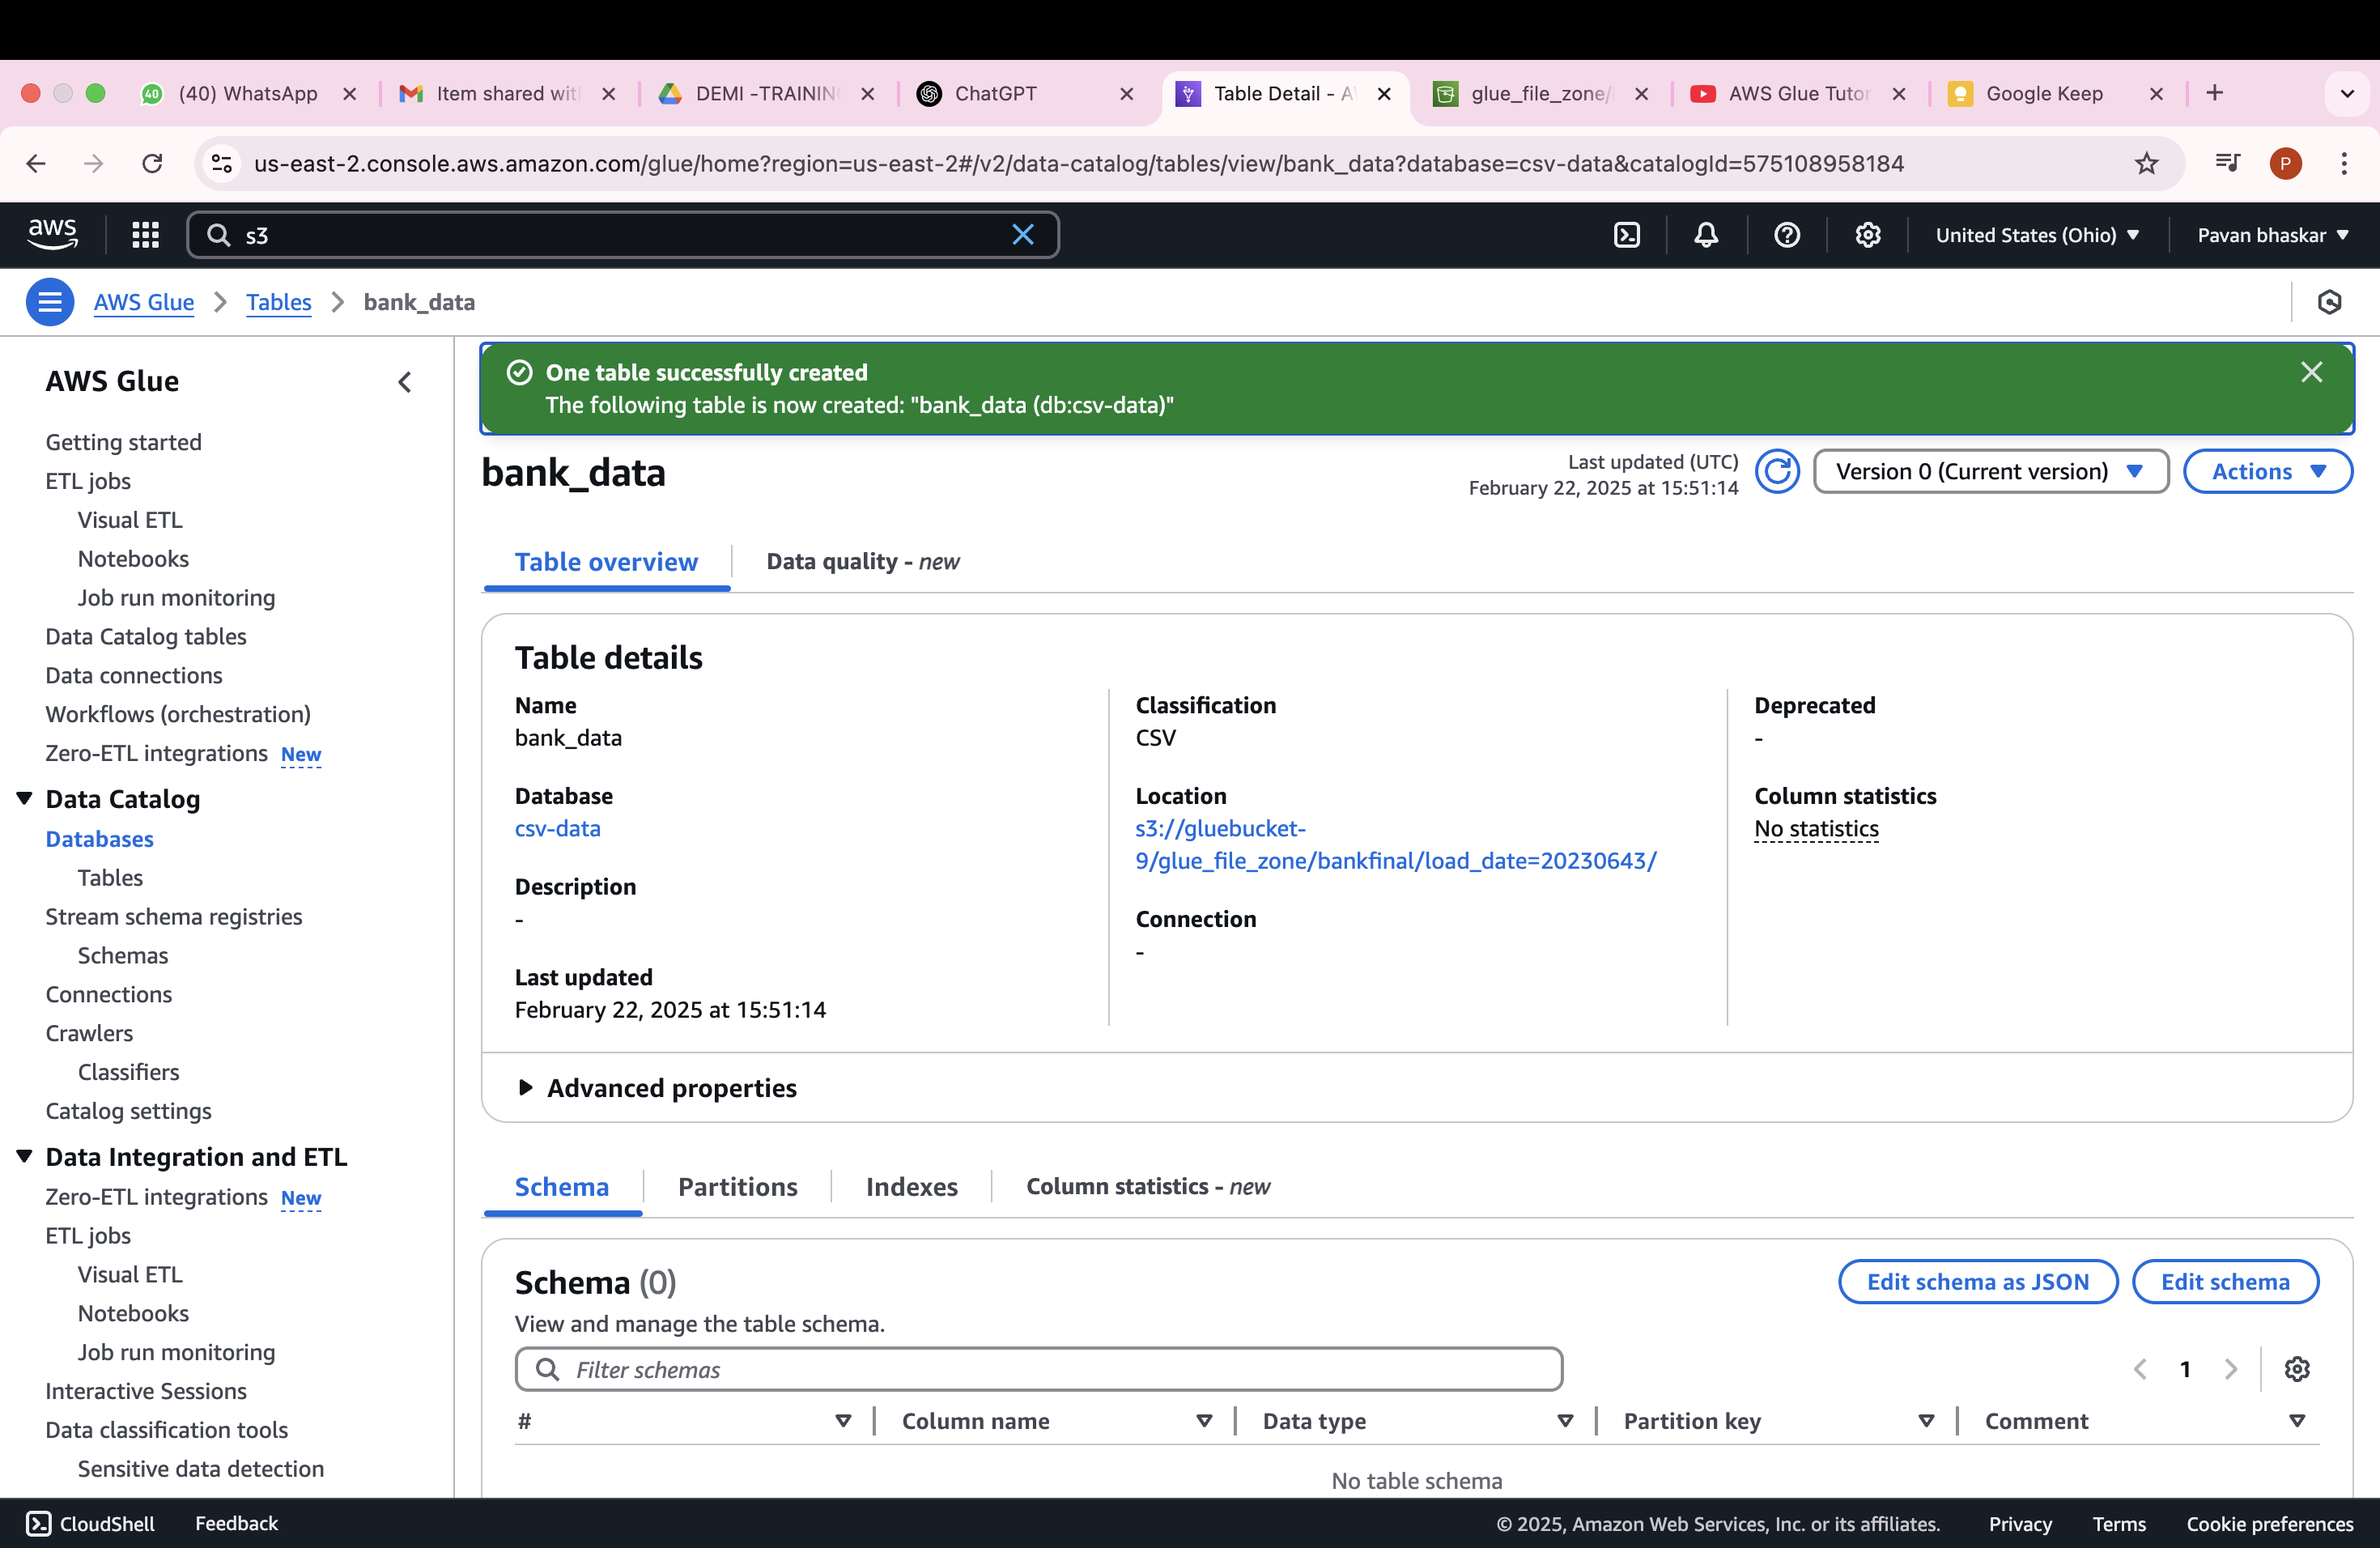 (40) WhatsApp
Item shared wit
DEMI -TRAINING
ChatGPT
Table Detail - AW
glue_file_zone/
AWS Glue Tutor
Google Keep
us-east-2.console.aws.amazon.com/glue/home?region=us-east-2#/v2/data-catalog/tables/view/bank_data?database=csv-data&catalogId=575108958184
P
aws
s3
United States (Ohio)
Pavan bhaskar
AWS Glue
Tables
bank_data
AWS Glue
Getting started
ETL jobs
Visual ETL
Notebooks
Job run monitoring
Data Catalog tables
Data connections
Workflows (orchestration)
Zero-ETL integrations New
Data Catalog
Databases
Tables
Stream schema registries
Schemas
Connections
Crawlers
Classifiers
Catalog settings
Data Integration and ETL
Zero-ETL integrations New
ETL jobs
Visual ETL
Notebooks
Job run monitoring
Interactive Sessions
Data classification tools
Sensitive data detection
One table successfully created
The following table is now created: "bank_data (db:csv-data)"
bank_data
Last updated (UTC)
February 22, 2025 at 15:51:14
Version 0 (Current version)
Actions
Table overview
Data quality - new
Table details
Name
bank_data
Database
csv-data
Description
-
Last updated
February 22, 2025 at 15:51:14
Classification
CSV
Location
s3://gluebucket-
9/glue_file_zone/bankfinal/load_date=20230643/
Connection
-
Deprecated
-
Column statistics
No statistics
Advanced properties
Schema
Partitions
Indexes
Column statistics - new
Schema (0)
View and manage the table schema.
Edit schema as JSON
Edit schema
Filter schemas
1
#
Column name
Data type
Partition key
Comment
No table schema
CloudShell
Feedback
© 2025, Amazon Web Services, Inc. or its affiliates.
Privacy
Terms
Cookie preferences